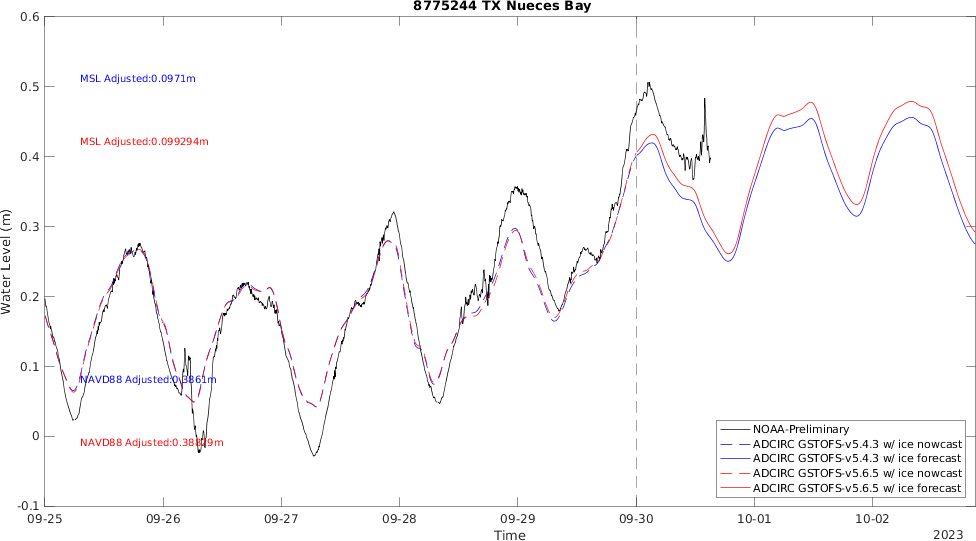 8775244 TX Nueces Bay
0.6
0.5
0.4
0.3
0.2
0.1
0
-0.1
Water Level (m)
MSL Adjusted:0.0971m
MSL Adjusted:0.099294m
NAVD88 Adjusted:0.3861m
NAVD88 Adjusted:0.38829m
NOAA-Preliminary
ADCIRC GSTOFS-v5.4.3 w/ ice nowcast
ADCIRC GSTOFS-v5.4.3 w/ ice forecast
ADCIRC GSTOFS-v5.6.5 w/ ice nowcast
ADCIRC GSTOFS-v5.6.5 w/ ice forecast
09-25 09-26 09-27 09-28 09-29 09-30 10-01 10-02
Time
2023